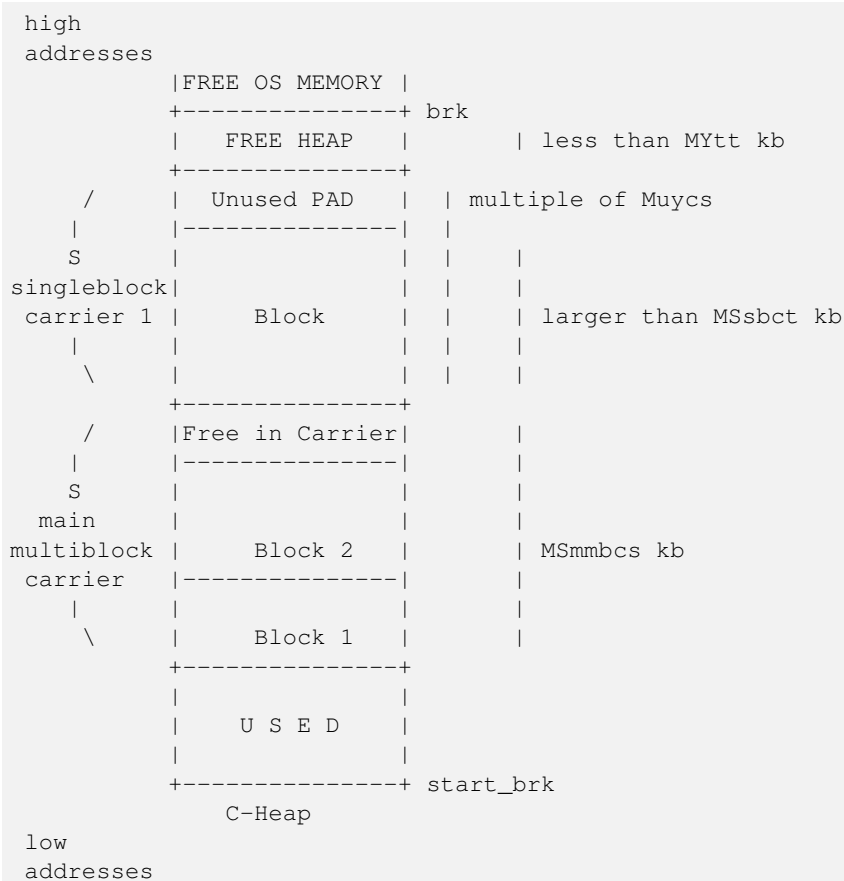 high
addresses
|FREE OS MEMORY |
+---------------+ brk
|   FREE HEAP   |       | less than MYtt kb
+---------------+
/     |  Unused PAD   |  | multiple of Muycs
|      |---------------|  |
S      |               |  |    |
singleblock|               |  |    |
carrier 1 |     Block     |  |    | larger than MSsbct kb
|      |               |  |    |
\     |               |  |    |
+---------------+
/     |Free in Carrier|       |
|      |---------------|       |
S      |               |       |
main       |               |       |
multiblock |     Block 2   |       | MSmmbcs kb
carrier   |---------------|       |
|      |               |       |
\     |     Block 1   |       |
+---------------+
|               |
|    U S E D    |
|               |
+---------------+ start_brk
C-Heap
low
addresses